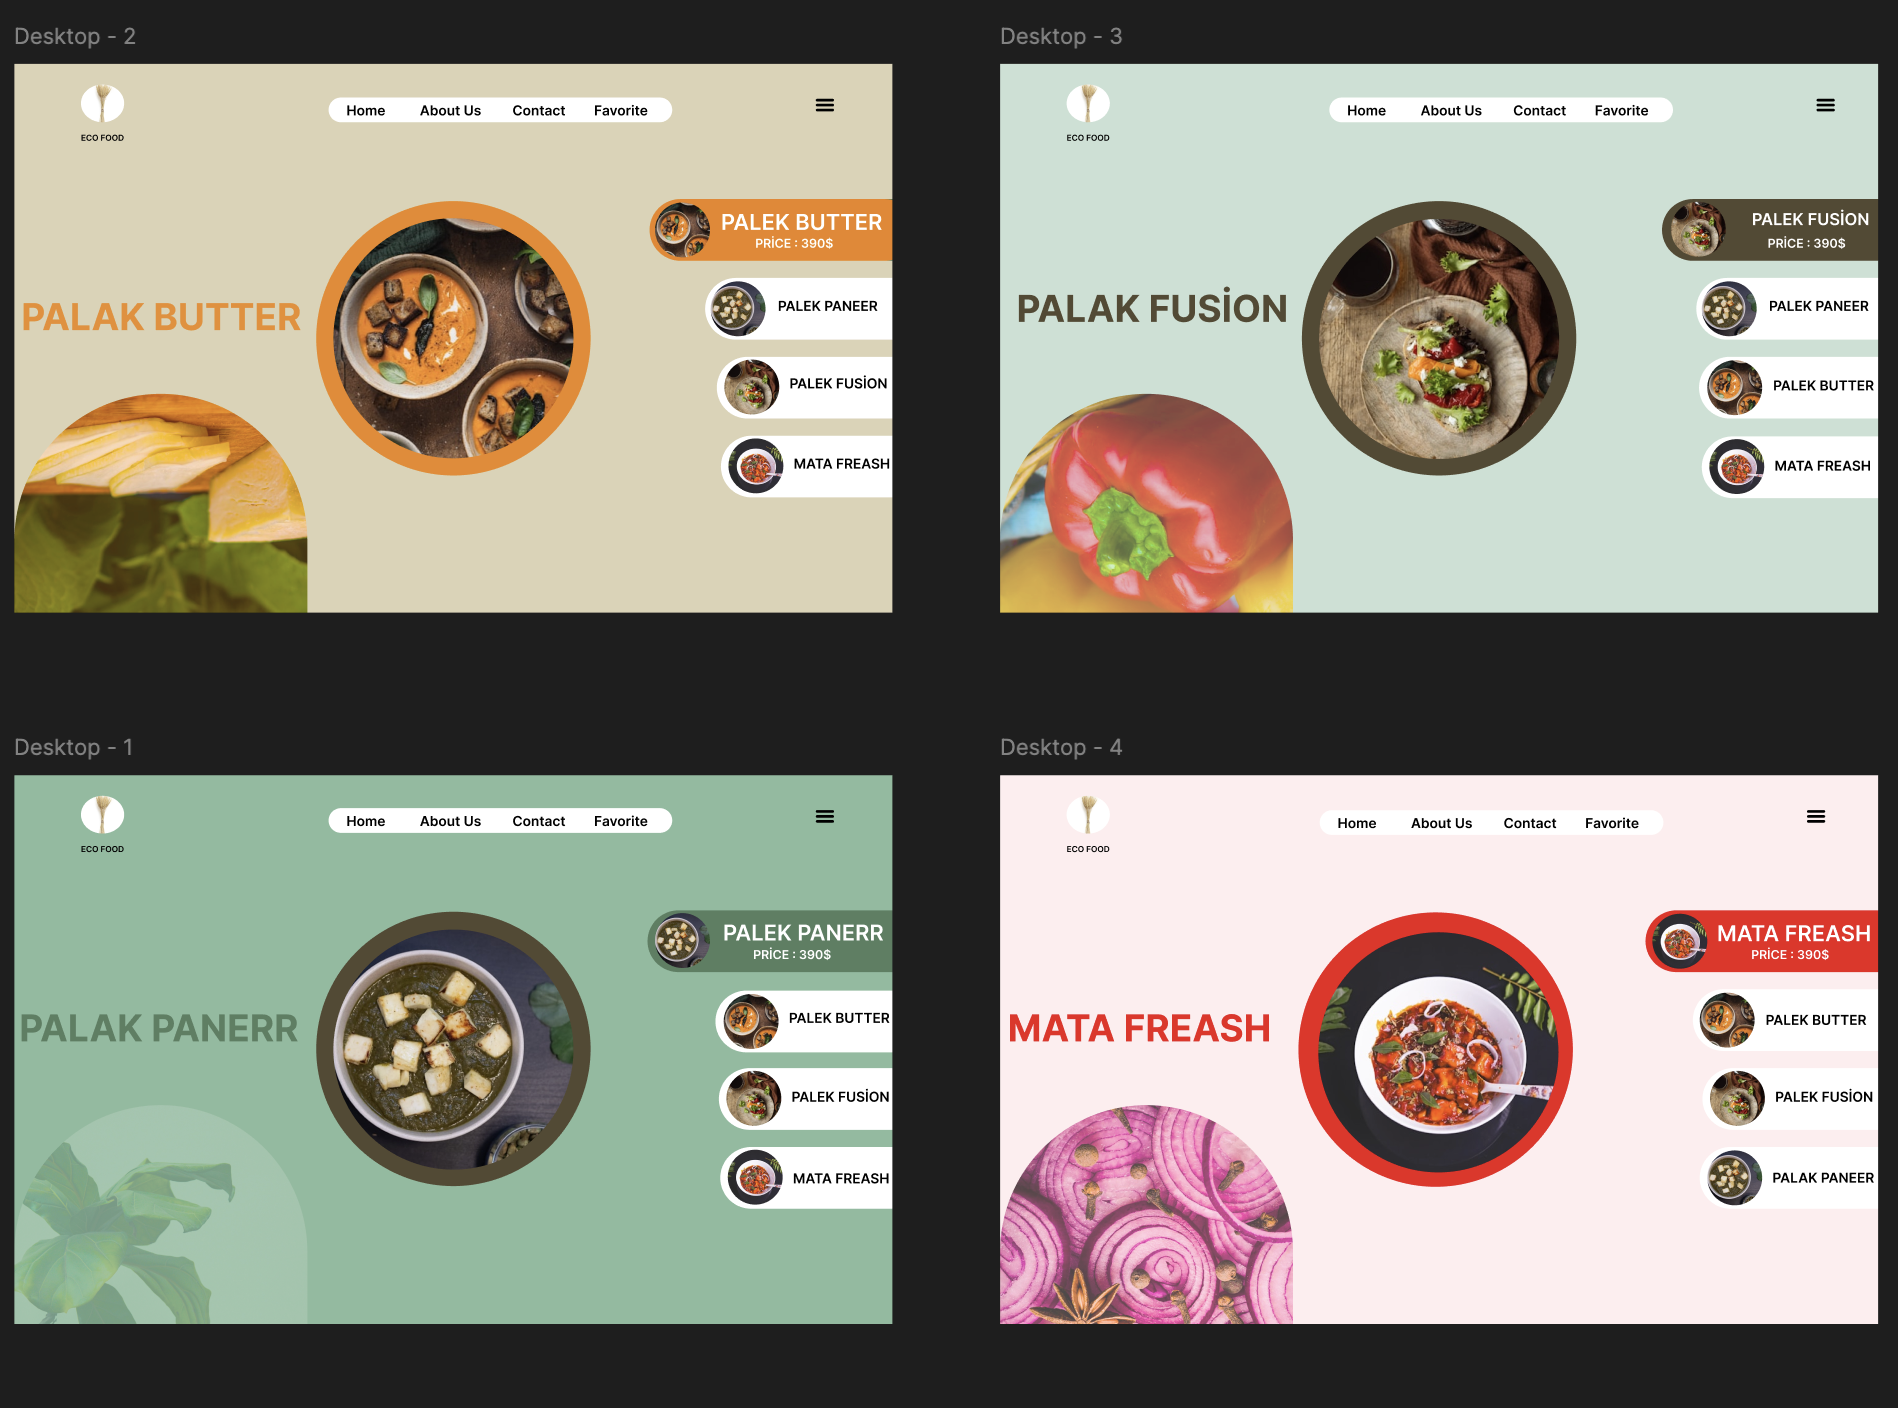 Desktop - 2
Home About Us Contact Favorite
ECO FOOD
PALEK BUTTER
PRİCE : 390$
PALAK BUTTER
PALEK PANEER
PALEK FUSİON
MATA FREASH
Desktop - 3
Home About Us Contact Favorite
ECO FOOD
PALEK FUSİON
PRİCE : 390$
PALAK FUSİON
PALEK PANEER
PALEK BUTTER
MATA FREASH
Desktop - 1
Home About Us Contact Favorite
ECO FOOD
PALEK PANERR
PRİCE : 390$
PALAK PANERR
PALEK BUTTER
PALEK FUSİON
MATA FREASH
Desktop - 4
Home About Us Contact Favorite
ECO FOOD
MATA FREASH
PRİCE : 390$
MATA FREASH
PALEK BUTTER
PALEK FUSİON
PALAK PANEER